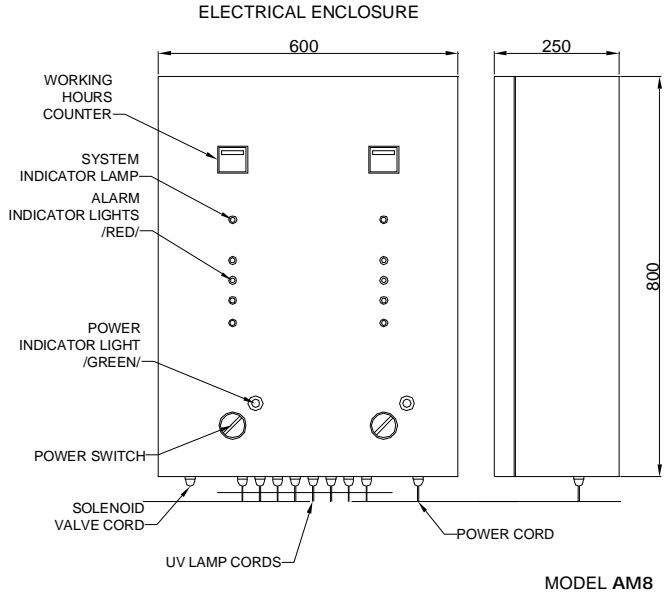 ELECTRICAL ENCLOSURE
600
250
WORKING
HOURS
COUNTER
SYSTEM
INDICATOR LAMP
ALARM
INDICATOR LIGHTS
/RED/
800
POWER
INDICATOR LIGHT
/GREEN/
POWER SWITCH
SOLENOID
VALVE CORD
POWER CORD
UV LAMP CORDS
MODEL AM8